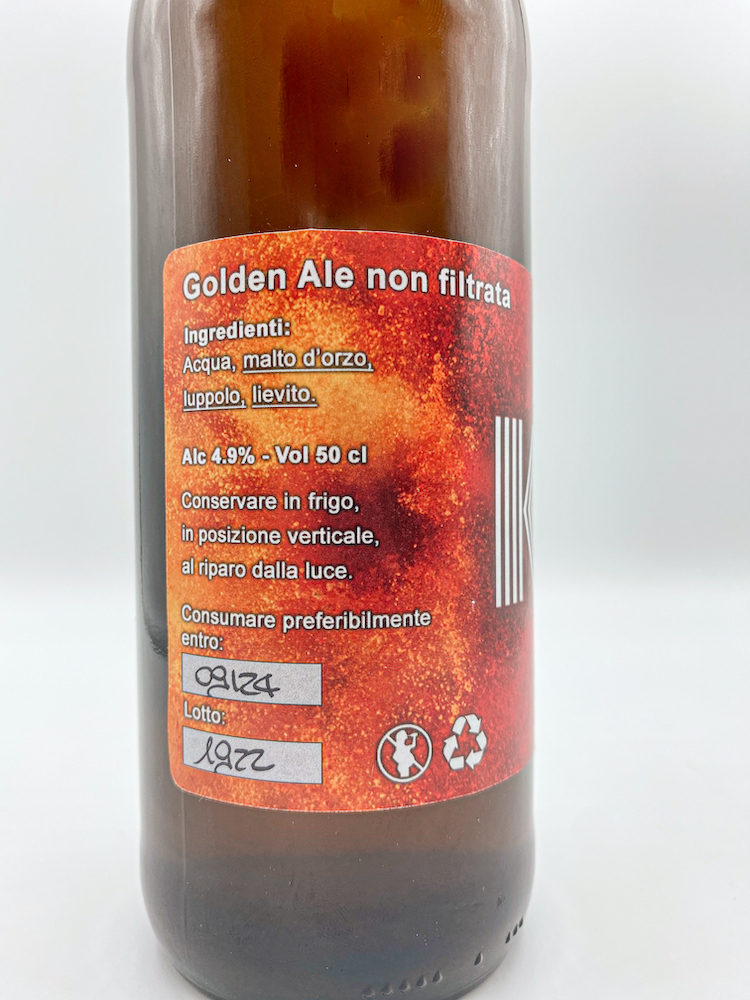 Golden Ale non filtrata
Ingredienti:
Acqua, malto d'orzo,
luppolo, lievito.
Alc 4.9% - Vol 50 cl
Conservare in frigo,
in posizione verticale,
al riparo dalla luce.
Consumare preferibilmente
entro:
09/24
Lotto:
1922